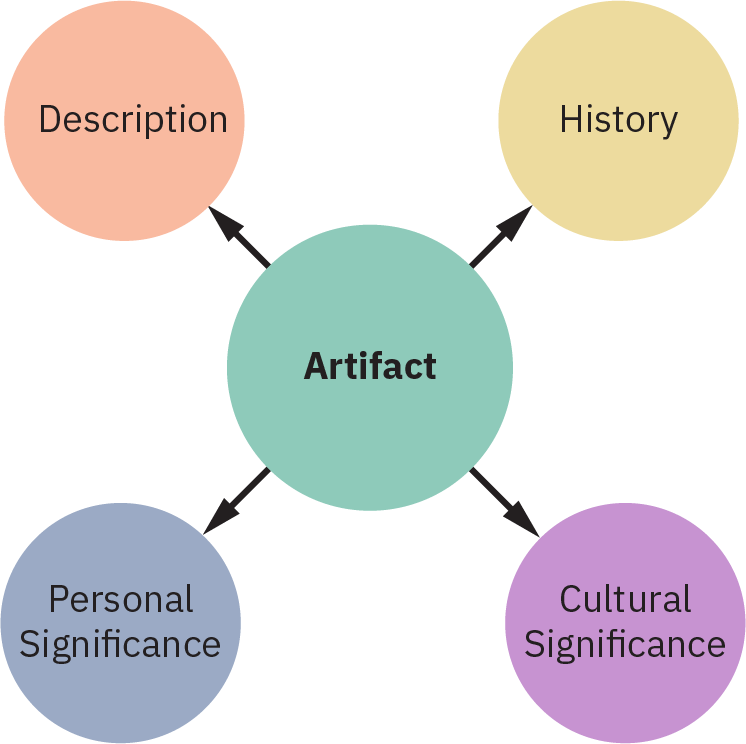 Description
History
Artifact
Personal
Significance
Cultural
Significance